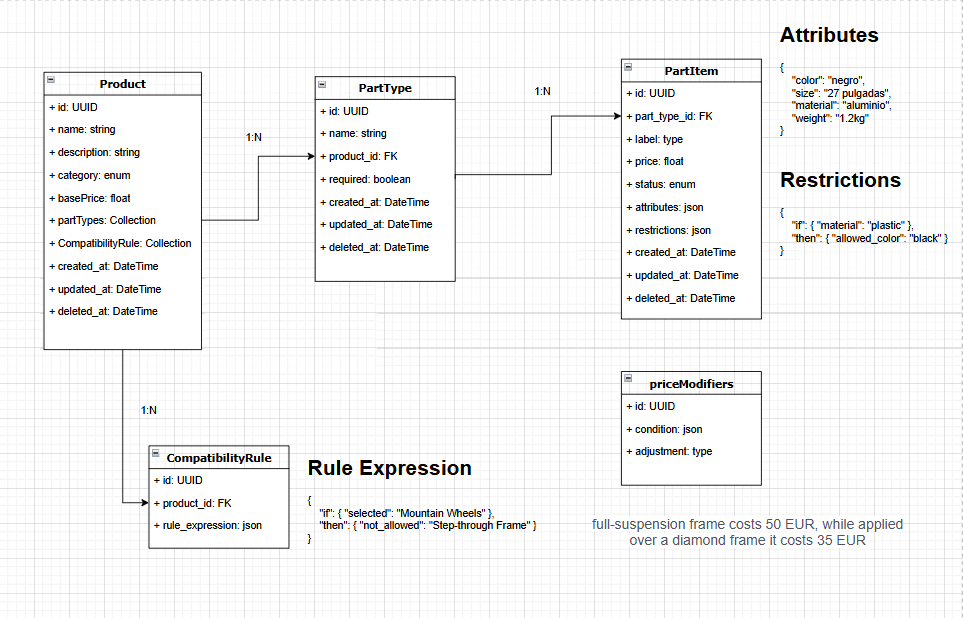 Product
+ id: UUID
+ name: string
+ description: string
+ category: enum
+ basePrice: float
+ partTypes: Collection
+ CompatibilityRule: Collection
+ created_at: DateTime
+ updated_at: DateTime
+ deleted_at: DateTime
1:N
PartType
+ id: UUID
+ name: string
+ product_id: FK
+ required: boolean
+ created_at: DateTime
+ updated_at: DateTime
+ deleted_at: DateTime
1:N
PartItem
+ id: UUID
+ part_type_id: FK
+ label: type
+ price: float
+ status: enum
+ attributes: json
+ restrictions: json
+ created_at: DateTime
+ updated_at: DateTime
+ deleted_at: DateTime
Attributes
{
"color": "negro",
"size": "27 pulgadas",
"material": "aluminio",
"weight": "1.2kg"
}
Restrictions
{
"if": { "material": "plastic" },
"then": { "allowed_color": "black" }
}
1:N
CompatibilityRule
+ id: UUID
+ product_id: FK
+ rule_expression: json
Rule Expression
{
"if": { "selected": "Mountain Wheels" },
"then": { "not_allowed": "Step-through Frame" }
}
priceModifiers
+ id: UUID
+ condition: json
+ adjustment: type
full-suspension frame costs 50 EUR, while applied
over a diamond frame it costs 35 EUR